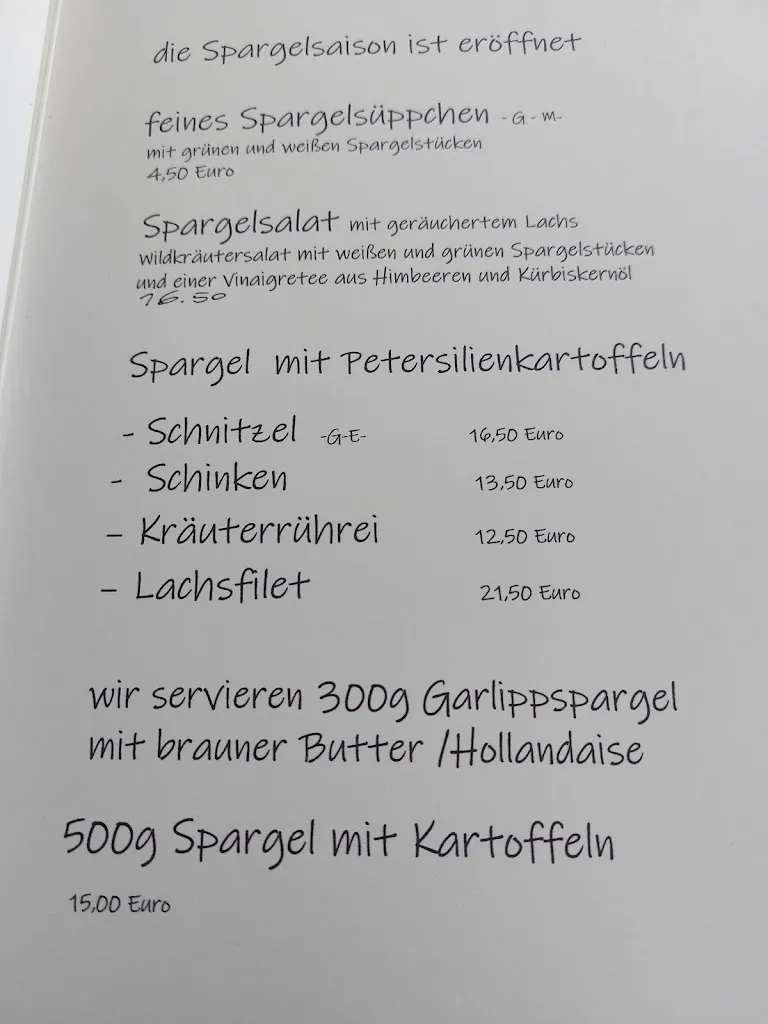 die Spargelsaison ist eröffnet
feines Spargelsüppchen -G-M-
mit grünen und weißen Spargelstücken
4,50 Euro
Spargelsalat mit geräuchertem Lachs
Wildkräutersalat mit weißen und grünen Spargelstücken
und einer Vinaigretee aus Himbeeren und Kürbiskernöl
16.50
Spargel mit Petersilienkartoffeln
- Schnitzel -G-E- 16,50 Euro
- Schinken 13,50 Euro
- Kräuterrührei 12,50 Euro
- Lachsfilet 21,50 Euro
wir servieren 300g Garlippspargel
mit brauner Butter /Hollandaise
500g Spargel mit Kartoffeln
15,00 Euro